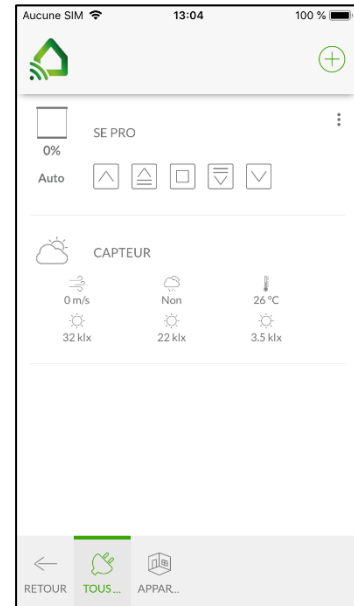 Aucune SIM 13:04 100 %
SE PRO
0%
Auto
CAPTEUR
0 m/s Non 26 °C
32 klx 22 klx 3.5 klx
RETOUR TOUS... APPAR...